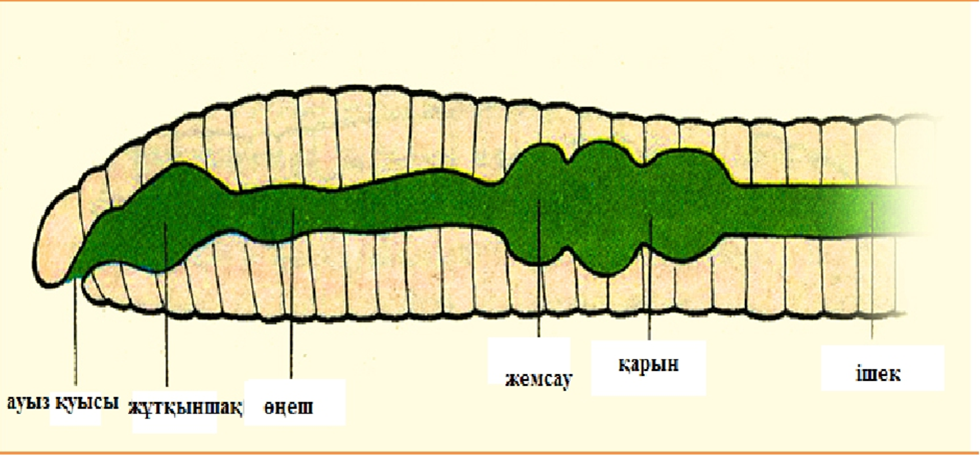 ауыз қуысы
жұтқыншақ
өңеш
жемсау
қарын
ішек